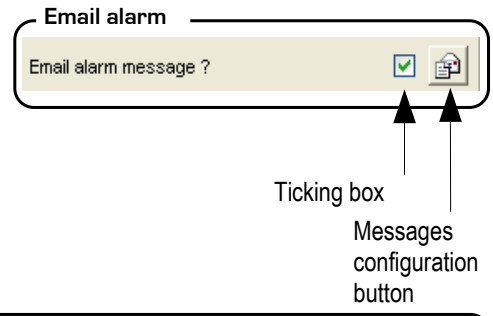 Email alarm
Email alarm message ?
Ticking box
Messages
configuration
button